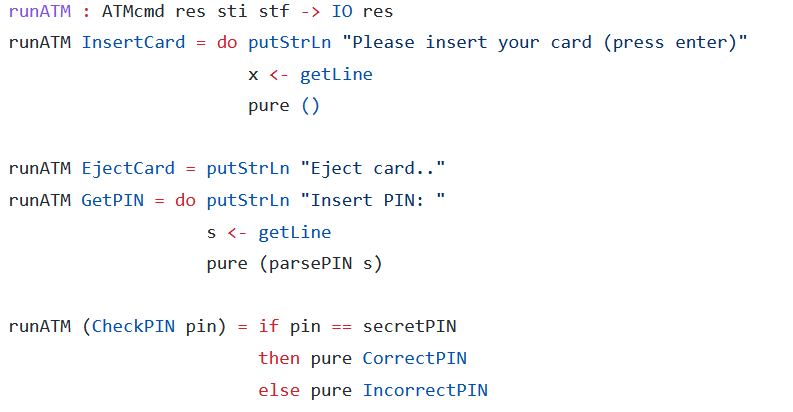 runATM : ATMcmd res sti stf -> IO res
runATM InsertCard = do putStrLn "Please insert your card (press enter)"
                       x <- getLine
                       pure ()

runATM EjectCard = putStrLn "Eject card.."
runATM GetPIN = do putStrLn "Insert PIN: "
                   s <- getLine
                   pure (parsePIN s)

runATM (CheckPIN pin) = if pin == secretPIN
                        then pure CorrectPIN
                        else pure IncorrectPIN